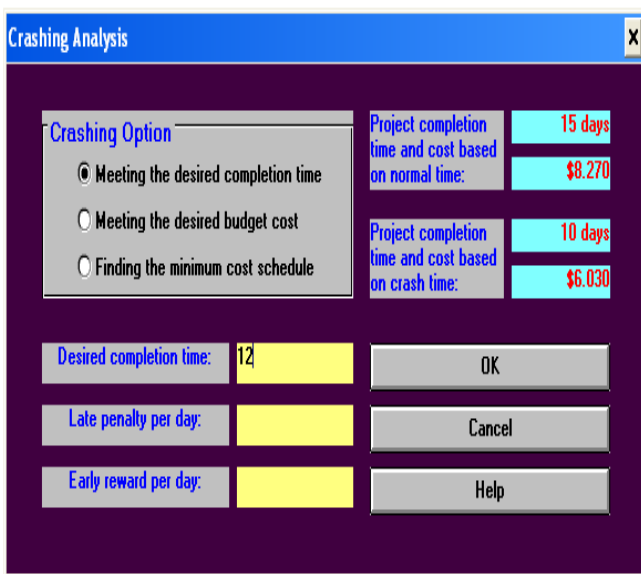 Crashing Analysis
x
Crashing Option
Meeting the desired completion time
Meeting the desired budget cost
Finding the minimum cost schedule
Project completion
time and cost based
on normal time:
15 days
$8.270
Project completion
time and cost based
on crash time:
10 days
$6.030
Desired completion time:
12
Late penalty per day:
Early reward per day:
OK
Cancel
Help